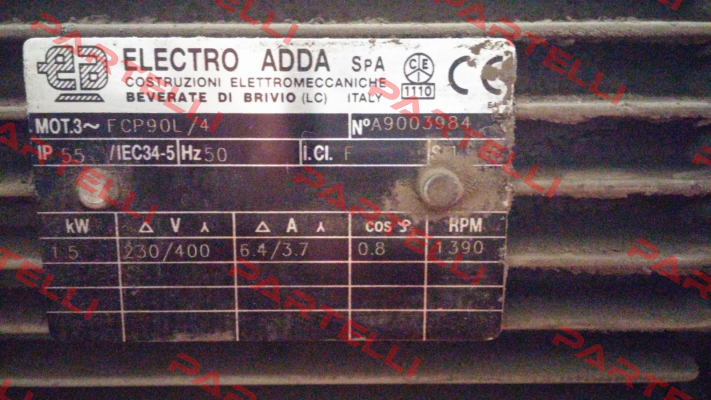 ELECTRO ADDA SpA
COSTRUZIONI ELETTROMECCANICHE
BEVERATE DI BRIVIO (LC) ITALY
CEI
1110
CE
MOT.3~ FCP90L/4 Nº A9003984
IP 55 /IEC34-5 Hz 50 I.Cl. F
kW Δ V ⅄ Δ A ⅄ cos φ RPM
1.5 230/400 6.4/3.7 0.8 1390
PARTELLI
PARTELLI
PARTELLI
PARTELLI
PARTELLI
PARTELLI